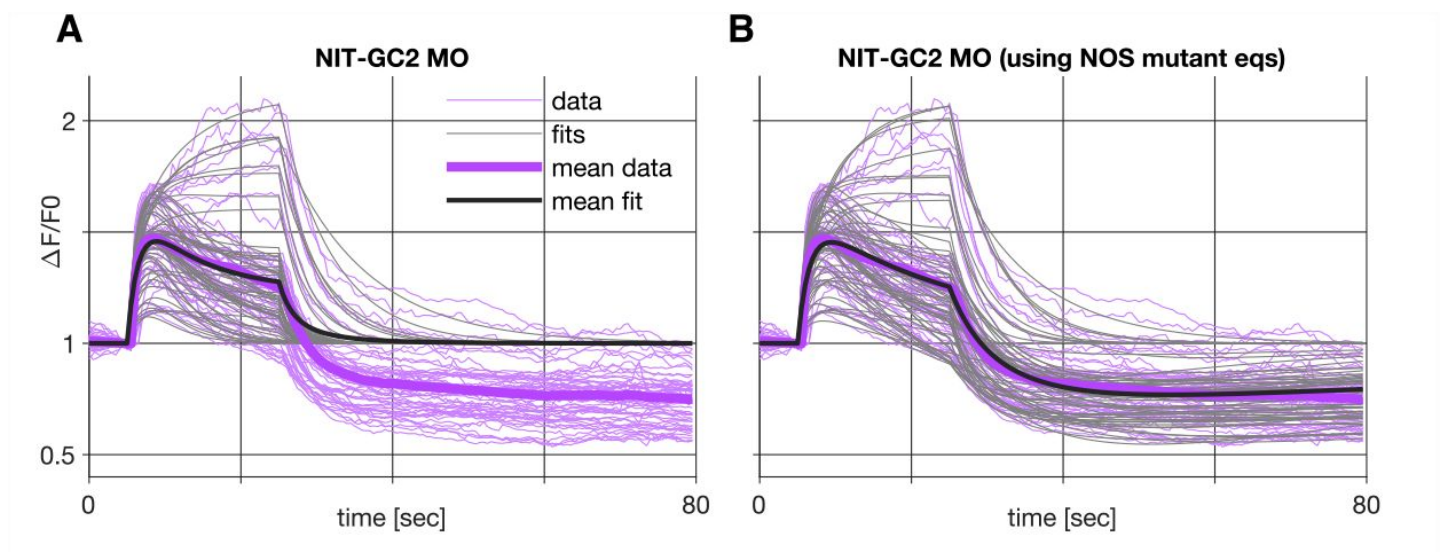 A
B
NIT-GC2 MO
NIT-GC2 MO (using NOS mutant eqs)
data
fits
mean data
mean fit
ΔF/F0
2
1
0.5
0
80
time [sec]
0
80
time [sec]